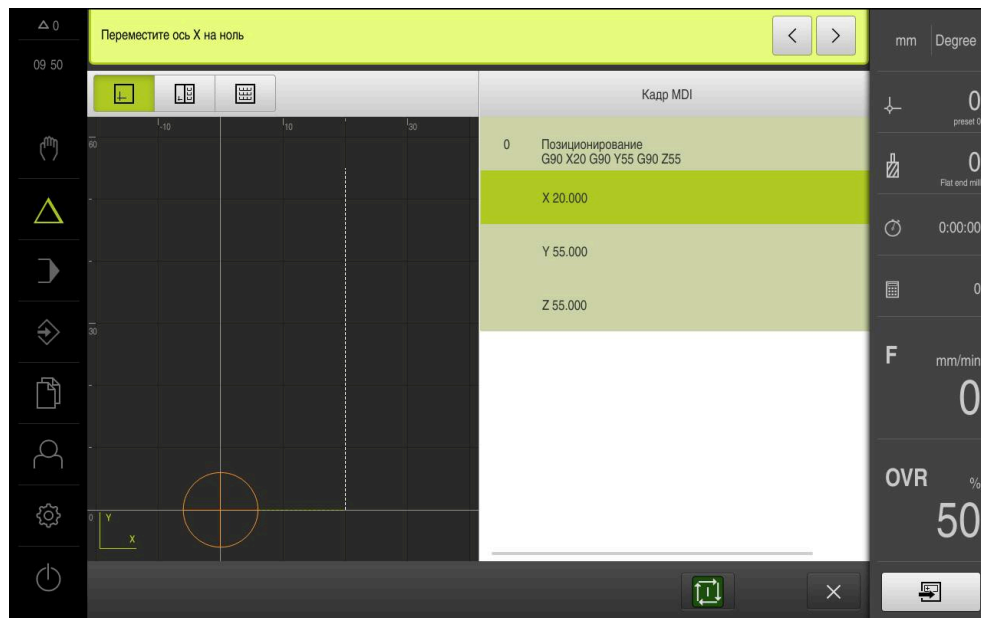 0
09 50
Переместите ось X на ноль
mm
Degree
Кадр MDI
-10
10
30
60
30
0
Y
X
0 Позиционирование
G90 X20 G90 Y55 G90 Z55
X 20.000
Y 55.000
Z 55.000
0
preset 0
0
Flat end mill
0:00:00
0
F mm/min
0
OVR %
50